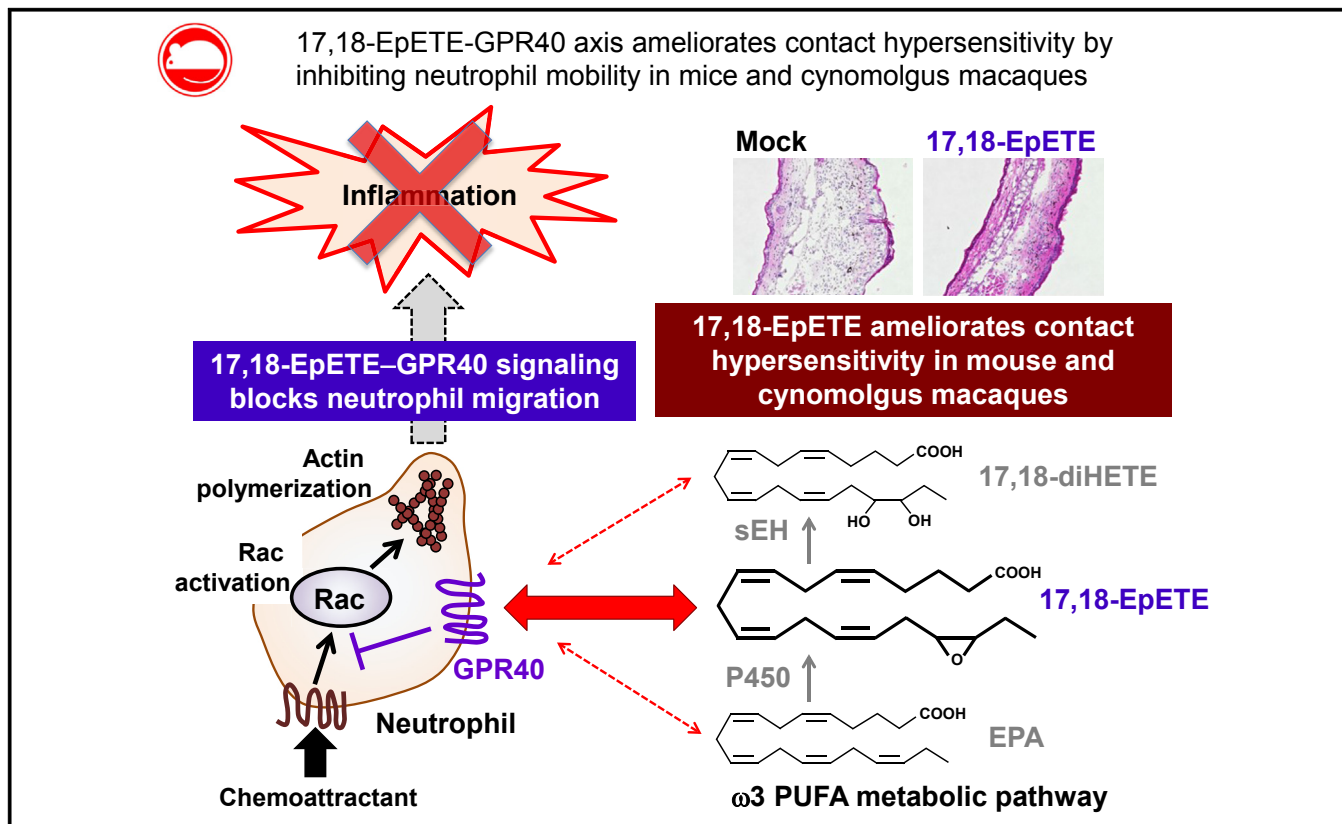 17,18-EpETE-GPR40 axis ameliorates contact hypersensitivity by
inhibiting neutrophil mobility in mice and cynomolgus macaques
Inflammation
Mock
17,18-EpETE
17,18-EpETE ameliorates contact
hypersensitivity in mouse and
cynomolgus macaques
17,18-EpETE–GPR40 signaling
blocks neutrophil migration
Actin
polymerization
Rac
activation
Rac
GPR40
Neutrophil
Chemoattractant
COOH
17,18-diHETE
HO
OH
sEH
COOH
17,18-EpETE
O
P450
COOH
EPA
ω3 PUFA metabolic pathway